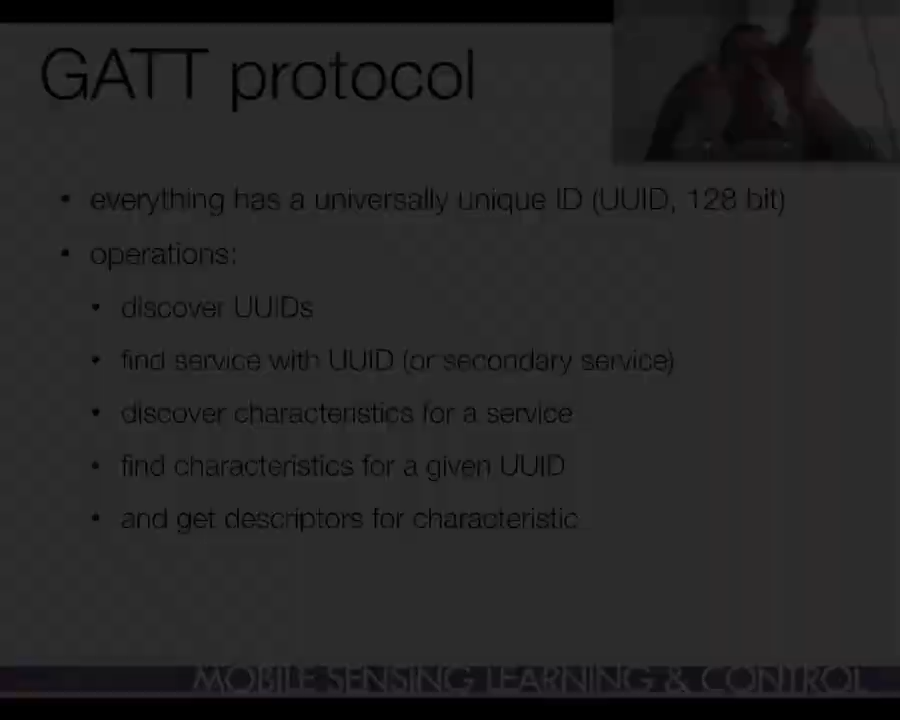 GATT protocol
• everything has a universally unique ID (UUID, 128 bit)
• operations:
• discover UUIDs
• find service with UUID (or secondary service)
• discover characteristics for a service
• find characteristics for a given UUID
• and get descriptors for characteristic
MOBILE SENSING LEARNING & CONTROL